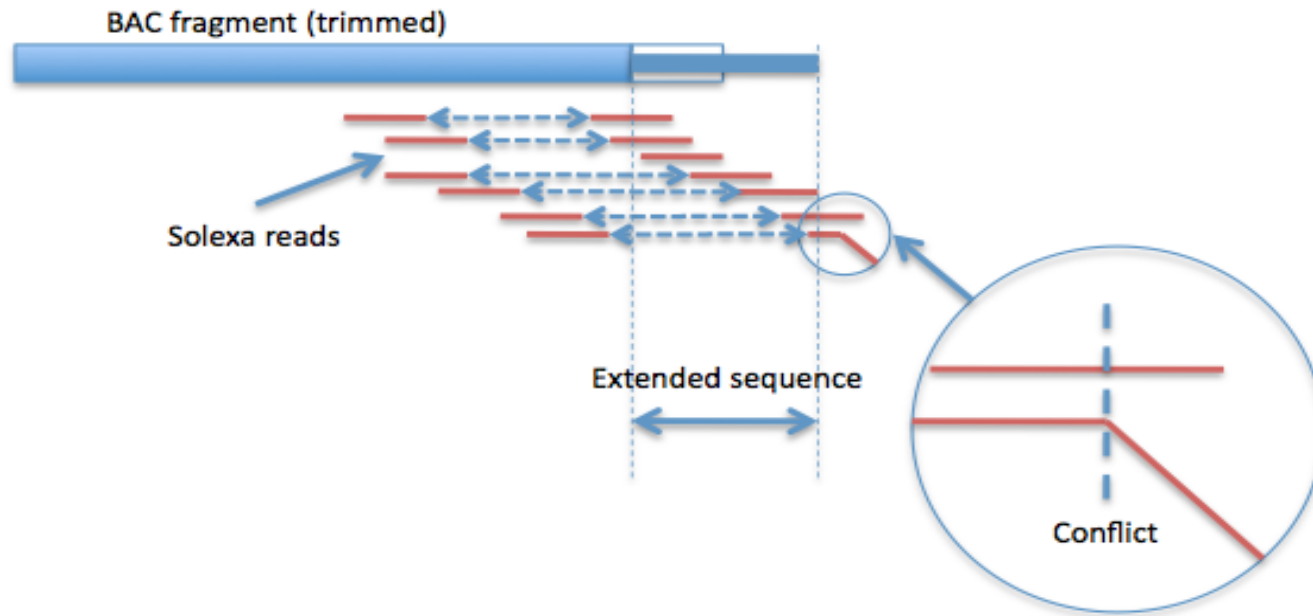 BAC fragment (trimmed)
Solexa reads
Extended sequence
Conflict